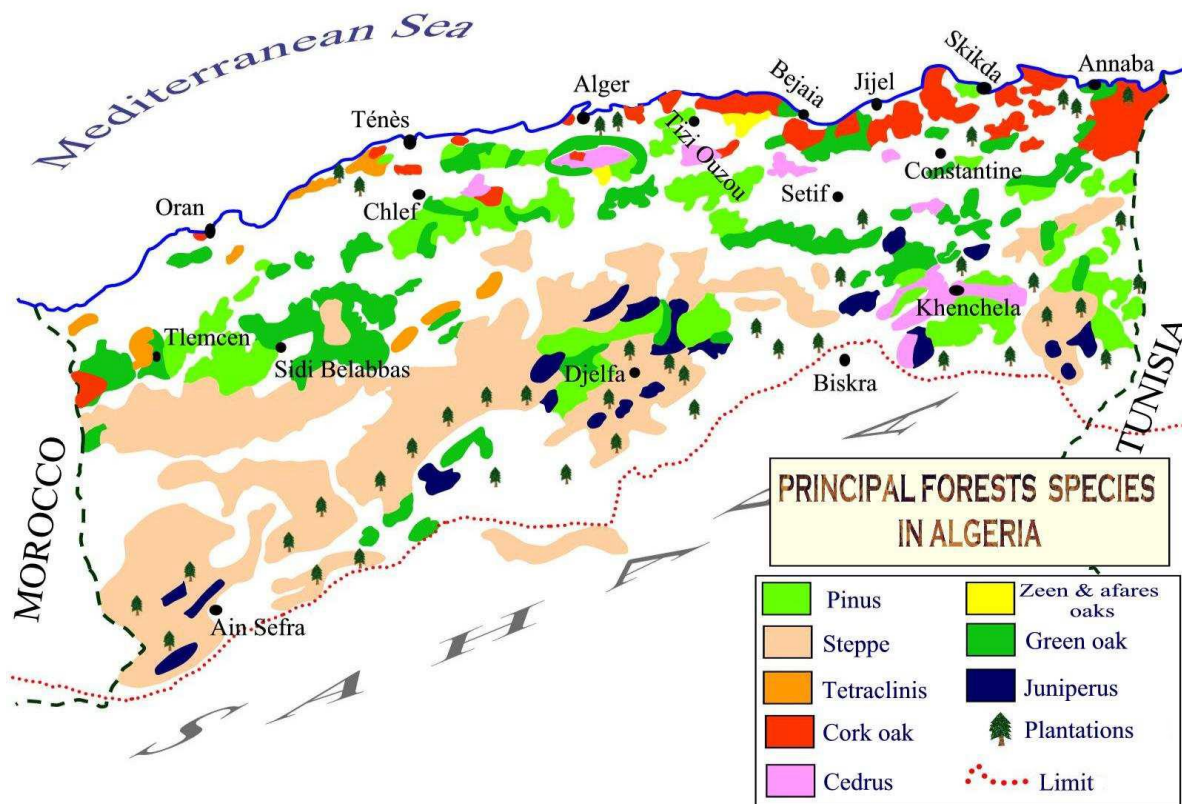 Mediterranean Sea
Skikda
Annaba
Alger
Bejaia
Jijel
Ténès
Tizi Ouzou
Constantine
Oran
Chlef
Setif
Khenchela
Tlemcen
Sidi Belabbas
Djelfa
Biskra
MOROCCO
TUNISIA
Ain Sefra
SAHARA
PRINCIPAL FORESTS SPECIES
IN ALGERIA
Pinus
Zeen & afares
oaks
Steppe
Green oak
Tetraclinis
Juniperus
Cork oak
Plantations
Cedrus
Limit